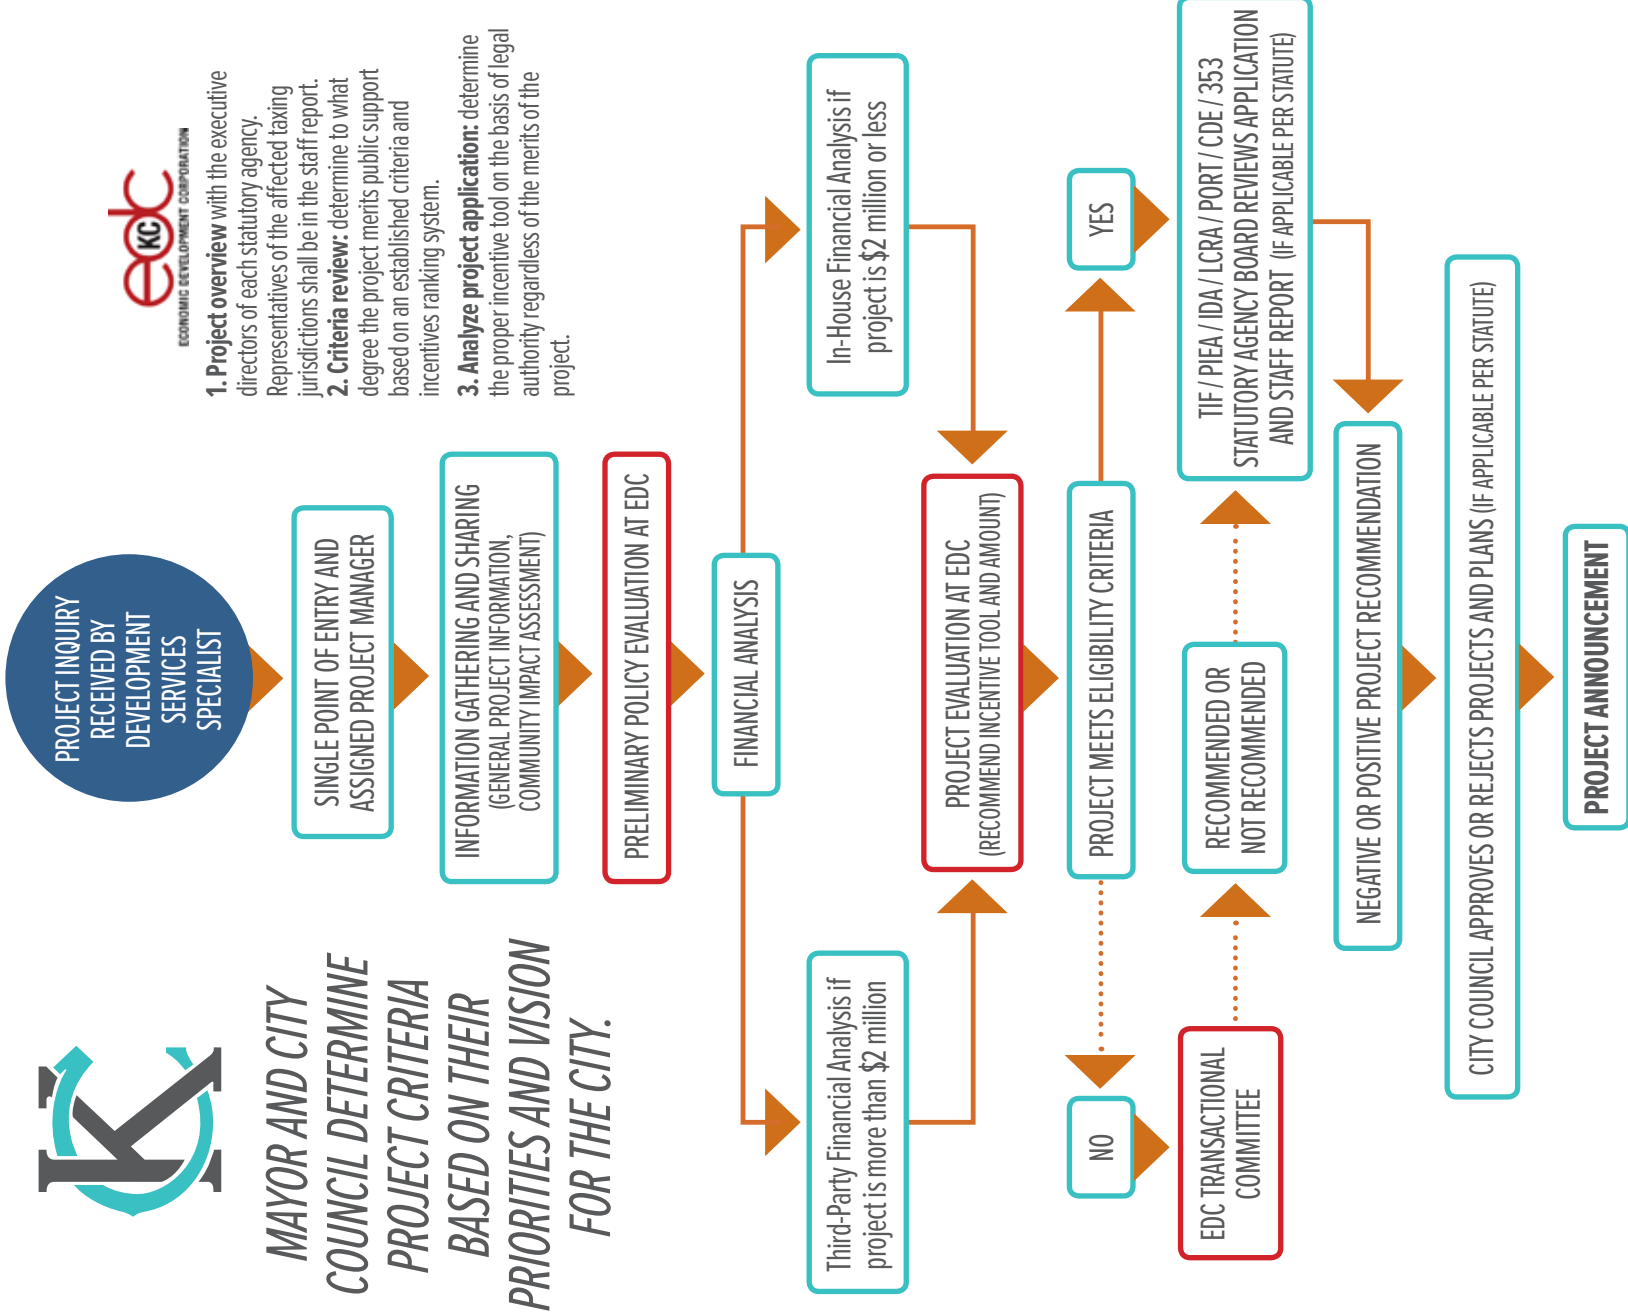 KC
MAYOR AND CITY
COUNCIL DETERMINE
PROJECT CRITERIA
BASED ON THEIR
PRIORITIES AND VISION
FOR THE CITY.
PROJECT INQUIRY
RECEIVED BY
DEVELOPMENT
SERVICES
SPECIALIST
edc
KC
ECONOMIC DEVELOPMENT CORPORATION
1. Project overview with the executive
directors of each statutory agency.
Representatives of the affected taxing
jurisdictions shall be in the staff report.
2. Criteria review: determine to what
degree the project merits public support
based on an established criteria and
incentives ranking system.
3. Analyze project application: determine
the proper incentive tool on the basis of legal
authority regardless of the merits of the
project.
SINGLE POINT OF ENTRY AND
ASSIGNED PROJECT MANAGER
INFORMATION GATHERING AND SHARING
(GENERAL PROJECT INFORMATION,
COMMUNITY IMPACT ASSESSMENT)
PRELIMINARY POLICY EVALUATION AT EDC
FINANCIAL ANALYSIS
Third-Party Financial Analysis if
project is more than $2 million
In-House Financial Analysis if
project is $2 million or less
PROJECT EVALUATION AT EDC
(RECOMMEND INCENTIVE TOOL AND AMOUNT)
NO
PROJECT MEETS ELIGIBILITY CRITERIA
YES
EDC TRANSACTIONAL
COMMITTEE
RECOMMENDED OR
NOT RECOMMENDED
TIF / PIEA / IDA / LCRA / PORT / CDE / 353
STATUTORY AGENCY BOARD REVIEWS APPLICATION
AND STAFF REPORT (IF APPLICABLE PER STATUTE)
NEGATIVE OR POSITIVE PROJECT RECOMMENDATION
CITY COUNCIL APPROVES OR REJECTS PROJECTS AND PLANS (IF APPLICABLE PER STATUTE)
PROJECT ANNOUNCEMENT